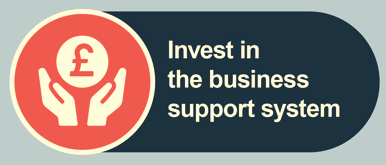 £
Invest in
the business
support system